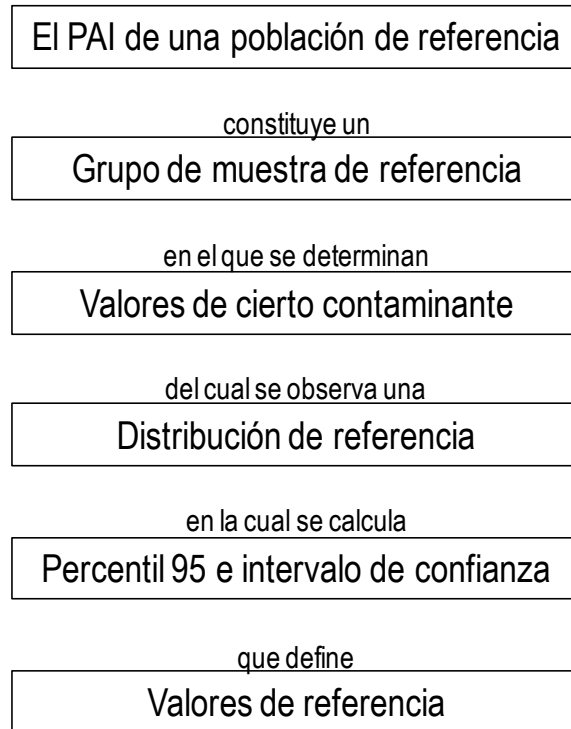 El PAI de una población de referencia
constituye un
Grupo de muestra de referencia
en el que se determinan
Valores de cierto contaminante
del cual se observa una
Distribución de referencia
en la cual se calcula
Percentil 95 e intervalo de confianza
que define
Valores de referencia